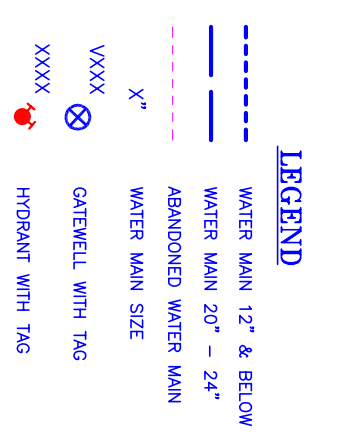 LEGEND
WATER MAIN 12" & BELOW
WATER MAIN 20" - 24"
ABANDONED WATER MAIN
X" WATER MAIN SIZE
VXXX GATEWELL WITH TAG
XXXX HYDRANT WITH TAG